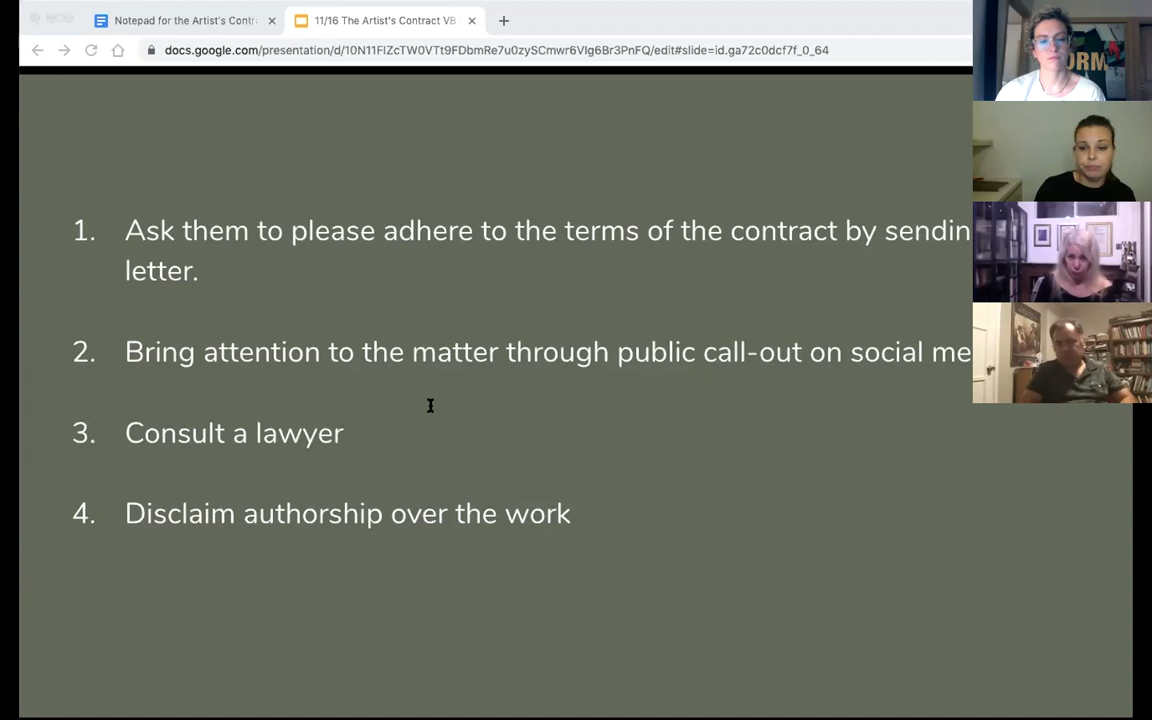 Notepad for the Artist's Contr
11/16 The Artist's Contract VB
docs.google.com/presentation/d/10N11FIZcTW0VTt9FDbmRe7u0zySCmwr6VIg6Br3PnFQ/edit#slide=id.ga72c0dcf7f_0_64
ORM
1. Ask them to please adhere to the terms of the contract by sendin
letter.
2. Bring attention to the matter through public call-out on social me
3. Consult a lawyer
4. Disclaim authorship over the work